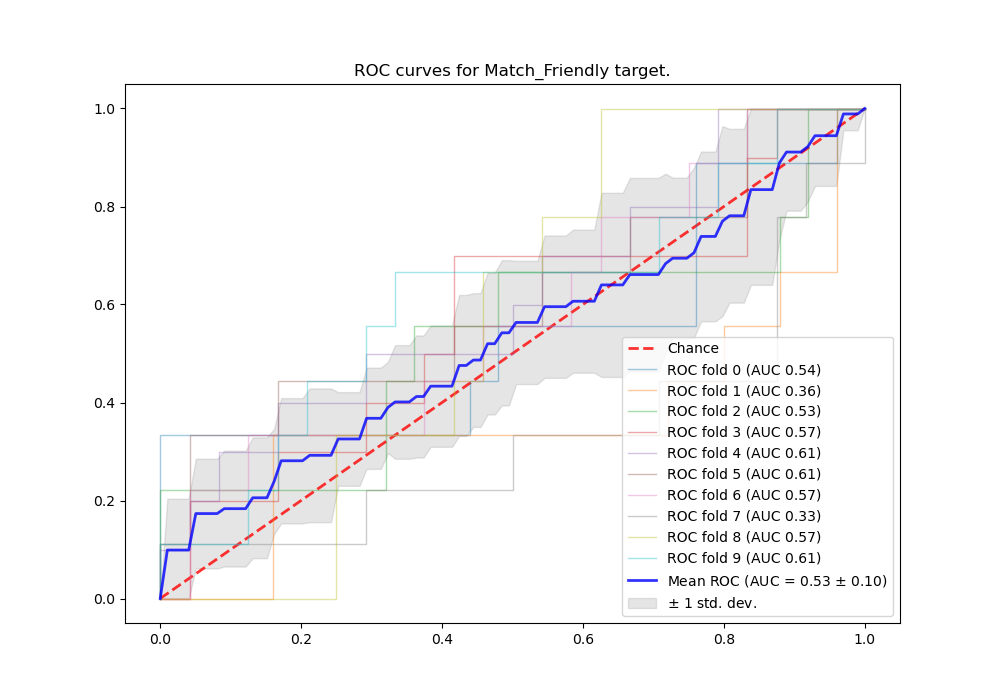 ROC curves for Match_Friendly target.
1.0
0.8
0.6
0.4
0.2
0.0
0.0 0.2 0.4 0.6 0.8 1.0
Chance
ROC fold 0 (AUC 0.54)
ROC fold 1 (AUC 0.36)
ROC fold 2 (AUC 0.53)
ROC fold 3 (AUC 0.57)
ROC fold 4 (AUC 0.61)
ROC fold 5 (AUC 0.61)
ROC fold 6 (AUC 0.57)
ROC fold 7 (AUC 0.33)
ROC fold 8 (AUC 0.57)
ROC fold 9 (AUC 0.61)
Mean ROC (AUC = 0.53 ± 0.10)
± 1 std. dev.